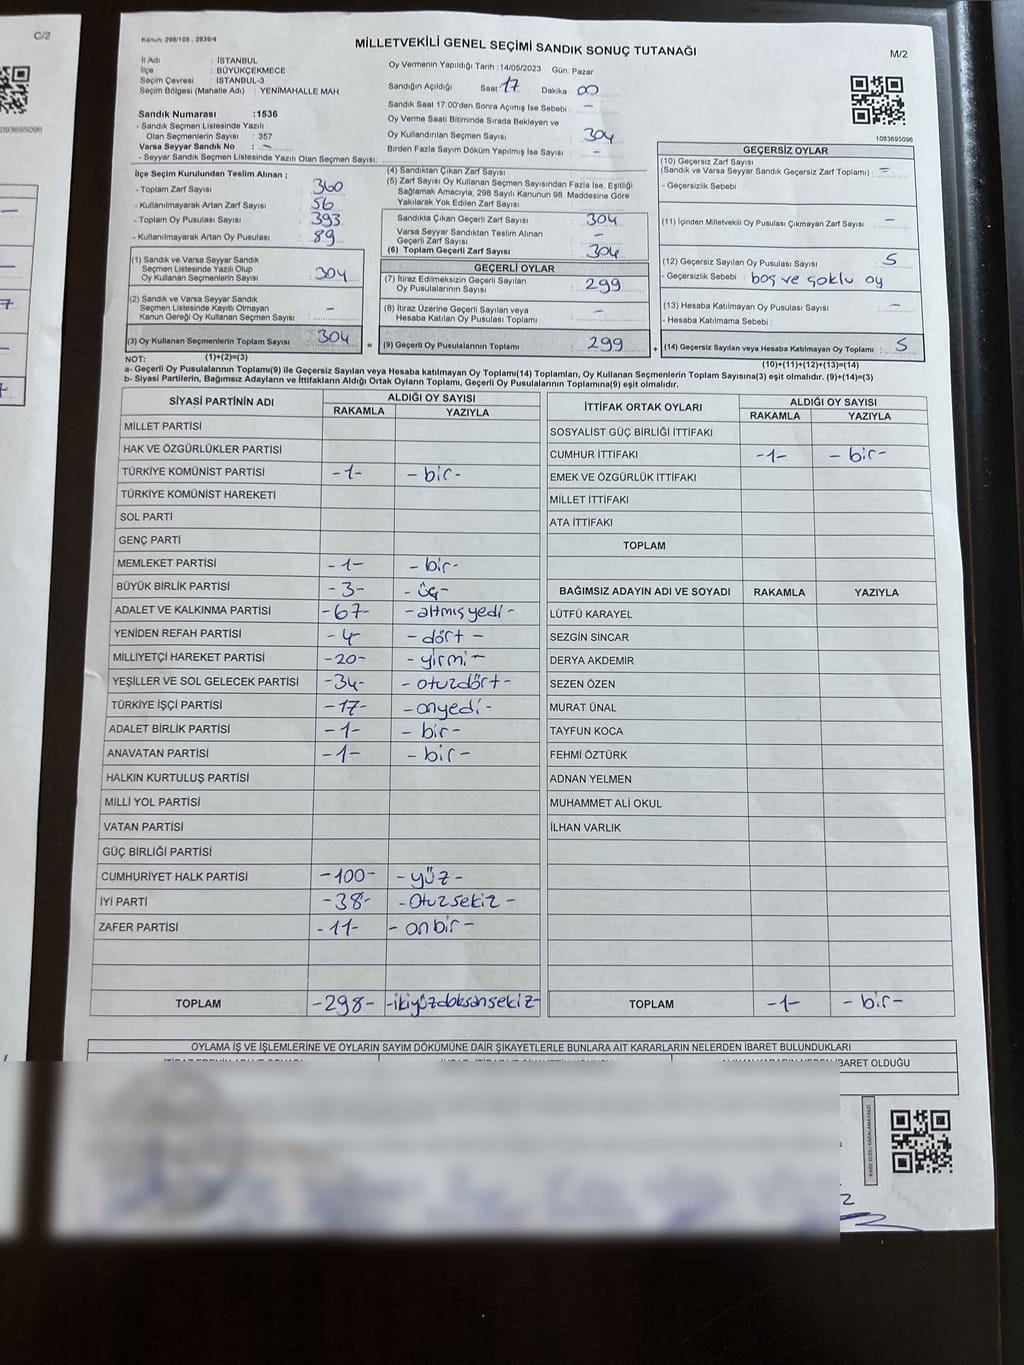 C/2
093695096
Kanun: 298/105 , 2839/4
MİLLETVEKİLİ GENEL SEÇİMİ SANDIK SONUÇ TUTANAĞI
M/2
İl Adı : İSTANBUL
İlçe : BÜYÜKÇEKMECE
Seçim Çevresi : İSTANBUL-3
Seçim Bölgesi (Mahalle Adı) : YENİMAHALLE MAH
Sandık Numarası :1536
- Sandık Seçmen Listesinde Yazılı
Olan Seçmenlerin Sayısı : 357
Varsa Seyyar Sandık No : -
- Seyyar Sandık Seçmen Listesinde Yazılı Olan Seçmen Sayısı:
Oy Vermenin Yapıldığı Tarih :14/05/2023 Gün: Pazar
Sandığın Açıldığı Saat 17 Dakika 00
Sandık Saat 17.00'den Sonra Açılmış İse Sebebi : -
Oy Verme Saati Bitiminde Sırada Bekleyen ve
Oy Kullandırılan Seçmen Sayısı : 304
Birden Fazla Sayım Döküm Yapılmış İse Sayısı : -
1083695096
İlçe Seçim Kurulundan Teslim Alınan ;
- Toplam Zarf Sayısı : 360
- Kullanılmayarak Artan Zarf Sayısı : 56
- Toplam Oy Pusulası Sayısı : 393
- Kullanılmayarak Artan Oy Pusulası : 89
(1) Sandık ve Varsa Seyyar Sandık
Seçmen Listesinde Yazılı Olup
Oy Kullanan Seçmenlerin Sayısı : 304
(2) Sandık ve Varsa Seyyar Sandık
Seçmen Listesinde Kayıtlı Olmayan
Kanun Gereği Oy Kullanan Seçmen Sayısı : -
(3) Oy Kullanan Seçmenlerin Toplam Sayısı : 304
(1)+(2)=(3)
(4) Sandıktan Çıkan Zarf Sayısı :
(5) Zarf Sayısı Oy Kullanan Seçmen Sayısından Fazla İse, Eşitliği
Sağlamak Amacıyla, 298 Sayılı Kanunun 98. Maddesine Göre
Yakılarak Yok Edilen Zarf Sayısı :
Sandıkta Çıkan Geçerli Zarf Sayısı : 304
Varsa Seyyar Sandıktan Teslim Alınan
Geçerli Zarf Sayısı : -
(6) Toplam Geçerli Zarf Sayısı : 304
GEÇERLİ OYLAR
(7) İtiraz Edilmeksizin Geçerli Sayılan
Oy Pusulalarının Sayısı : 299
(8) İtiraz Üzerine Geçerli Sayılan veya
Hesaba Katılan Oy Pusulası Toplamı : -
= (9) Geçerli Oy Pusulalarının Toplamı : 299
GEÇERSİZ OYLAR
(10) Geçersiz Zarf Sayısı
(Sandık ve Varsa Seyyar Sandık Geçersiz Zarf Toplamı) : -
- Geçersizlik Sebebi :
(11) İçinden Milletvekili Oy Pusulası Çıkmayan Zarf Sayısı : -
(12) Geçersiz Sayılan Oy Pusulası Sayısı : 5
- Geçersizlik Sebebi : boş ve çoklu oy
(13) Hesaba Katılmayan Oy Pusulası Sayısı : -
- Hesaba Katılmama Sebebi :
+ (14) Geçersiz Sayılan veya Hesaba Katılmayan Oy Toplamı : 5
(10)+(11)+(12)+(13)=(14)
NOT:
a- Geçerli Oy Pusulalarının Toplamı(9) ile Geçersiz Sayılan veya Hesaba katılmayan Oy Toplamı(14) Toplamları, Oy Kullanan Seçmenlerin Toplam Sayısına(3) eşit olmalıdır. (9)+(14)=(3)
b- Siyasi Partilerin, Bağımsız Adayların ve İttifakların Aldığı Ortak Oyların Toplamı, Geçerli Oy Pusulalarının Toplamına(9) eşit olmalıdır.
SİYASİ PARTİNİN ADI ALDIĞI OY SAYISI
RAKAMLA YAZIYLA
MİLLET PARTİSİ
HAK VE ÖZGÜRLÜKLER PARTİSİ
TÜRKİYE KOMÜNİST PARTİSİ -1- -bir-
TÜRKİYE KOMÜNİST HAREKETİ
SOL PARTİ
GENÇ PARTİ
MEMLEKET PARTİSİ -1- -bir-
BÜYÜK BİRLİK PARTİSİ -3- -üç-
ADALET VE KALKINMA PARTİSİ -67- -altmışyedi-
YENİDEN REFAH PARTİSİ -4- -dört-
MİLLİYETÇİ HAREKET PARTİSİ -20- -yirmi-
YEŞİLLER VE SOL GELECEK PARTİSİ -34- -otuzdört-
TÜRKİYE İŞÇİ PARTİSİ -17- -onyedi-
ADALET BİRLİK PARTİSİ -1- -bir-
ANAVATAN PARTİSİ -1- -bir-
HALKIN KURTULUŞ PARTİSİ
MİLLİ YOL PARTİSİ
VATAN PARTİSİ
GÜÇ BİRLİĞİ PARTİSİ
CUMHURİYET HALK PARTİSİ -100- -yüz-
İYİ PARTİ -38- -Otuzsekiz-
ZAFER PARTİSİ -11- -onbir-
TOPLAM -298- -ikiyüzdoksansekiz-
İTTİFAK ORTAK OYLARI ALDIĞI OY SAYISI
RAKAMLA YAZIYLA
SOSYALİST GÜÇ BİRLİĞİ İTTİFAKI
CUMHUR İTTİFAKI -1- -bir-
EMEK VE ÖZGÜRLÜK İTTİFAKI
MİLLET İTTİFAKI
ATA İTTİFAKI
TOPLAM
BAĞIMSIZ ADAYIN ADI VE SOYADI RAKAMLA YAZIYLA
LÜTFÜ KARAYEL
SEZGİN SİNCAR
DERYA AKDEMİR
SEZEN ÖZEN
MURAT ÜNAL
TAYFUN KOCA
FEHMİ ÖZTÜRK
ADNAN YELMEN
MUHAMMET ALİ OKUL
İLHAN VARLIK
TOPLAM -1- -bir-
OYLAMA İŞ VE İŞLEMLERİNE VE OYLARIN SAYIM DÖKÜMÜNE DAİR ŞİKAYETLERLE BUNLARA AİT KARARLARIN NELERDEN İBARET BULUNDUKLARI
İBARET OLDUĞU